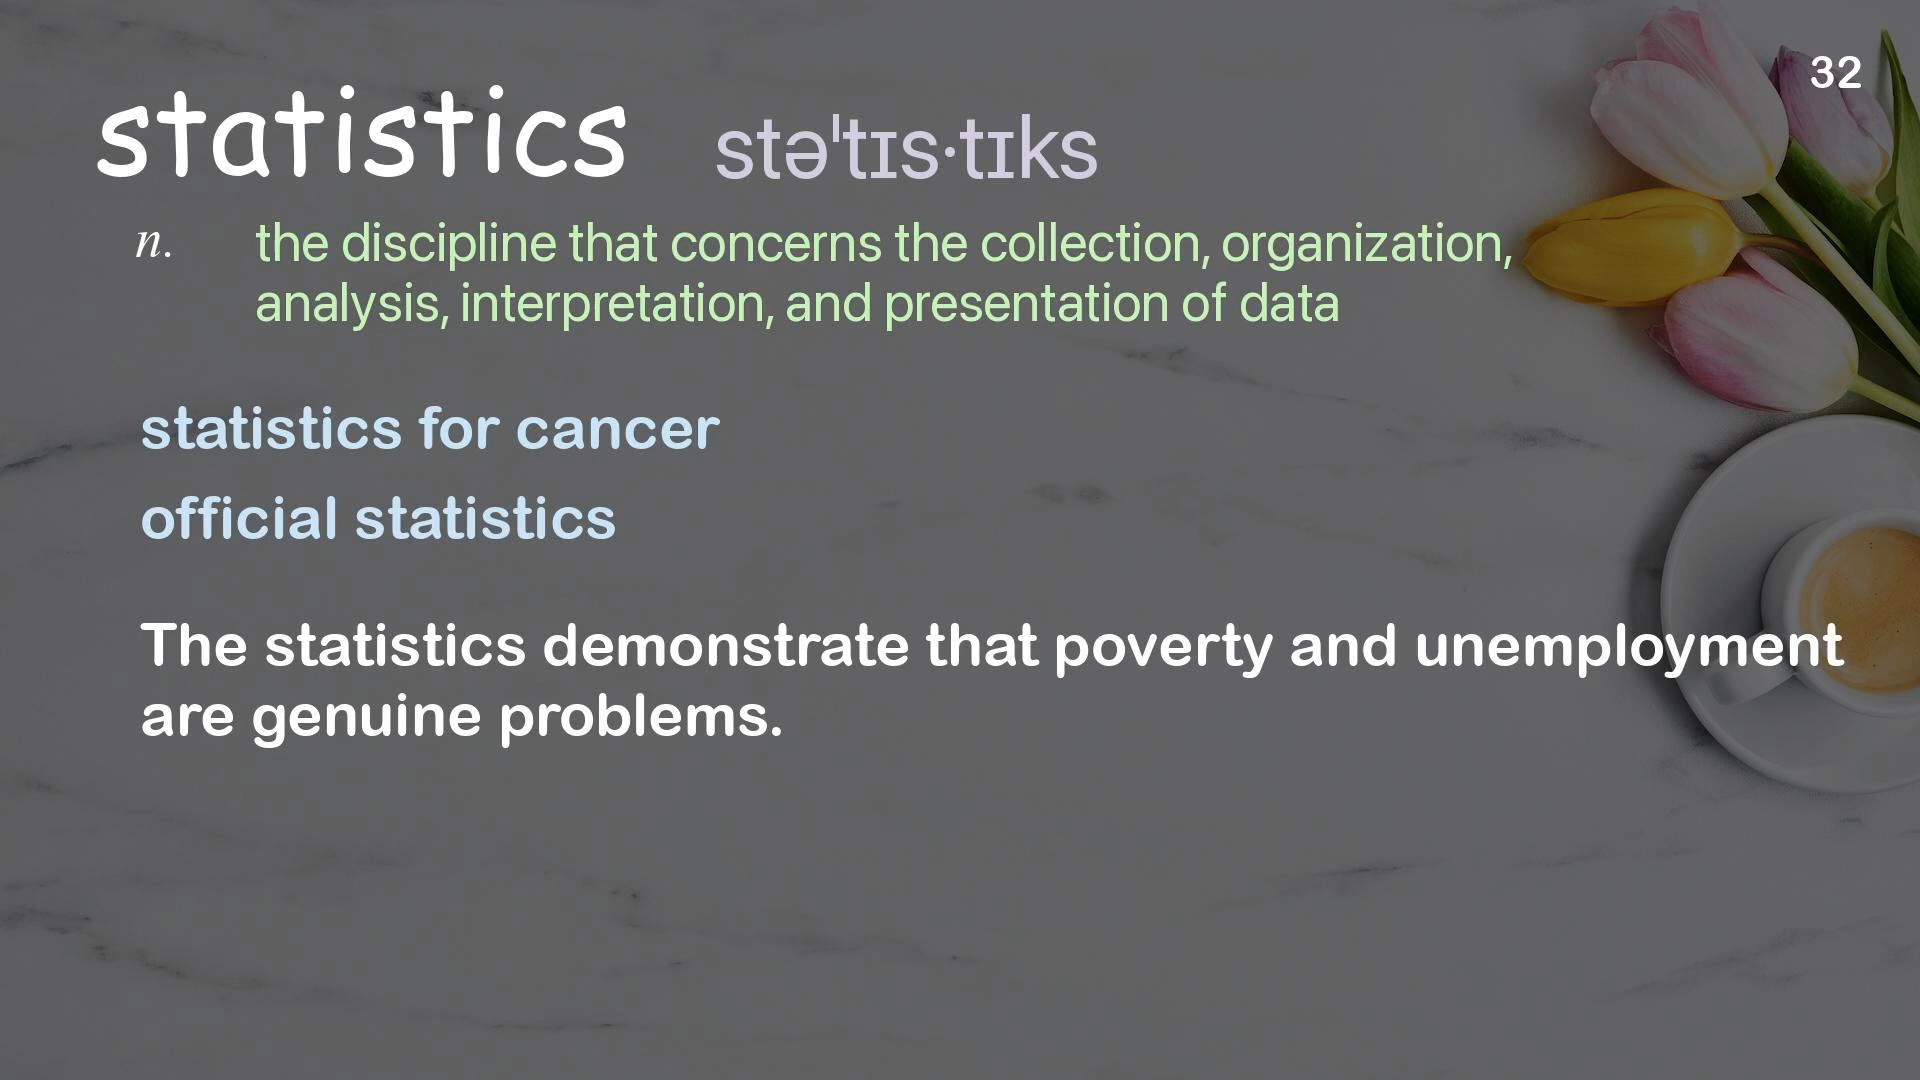 32
statistics stəˈtɪs·tɪks
n. the discipline that concerns the collection, organization,
analysis, interpretation, and presentation of data
statistics for cancer
official statistics
The statistics demonstrate that poverty and unemployment
are genuine problems.